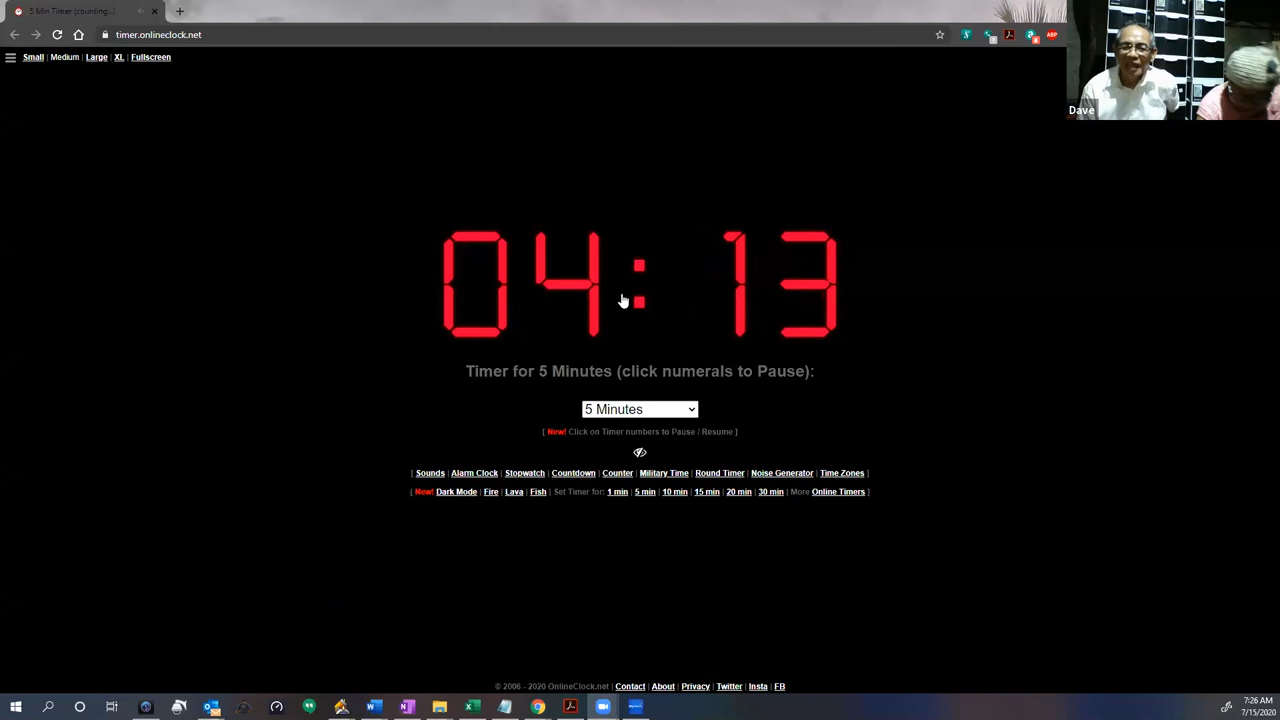 5 Min Timer (counting...)
timer.onlineclock.net
Small | Medium | Large | XL | Fullscreen
Dave
04: 13
Timer for 5 Minutes (click numerals to Pause):
5 Minutes
[ New! Click on Timer numbers to Pause / Resume ]
[ Sounds | Alarm Clock | Stopwatch | Countdown | Counter | Military Time | Round Timer | Noise Generator | Time Zones ]
[ New! Dark Mode | Fire | Lava | Fish | Set Timer for: 1 min | 5 min | 10 min | 15 min | 20 min | 30 min | More Online Timers ]
© 2006 - 2020 OnlineClock.net | Contact | About | Privacy | Twitter | Insta | FB
7:26 AM
7/15/2020